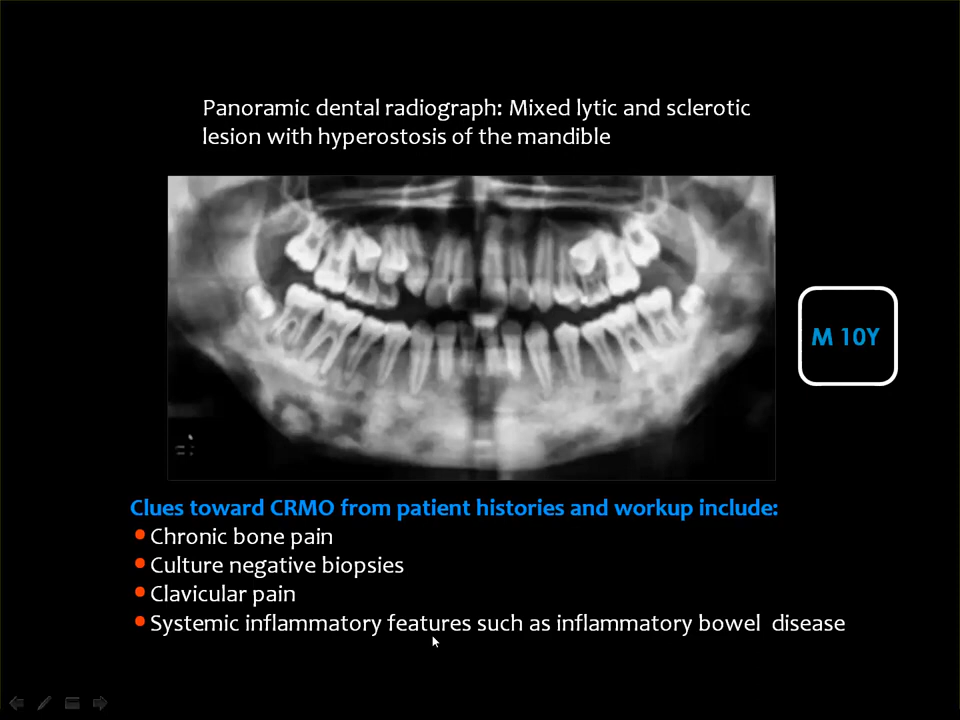 Panoramic dental radiograph: Mixed lytic and sclerotic
lesion with hyperostosis of the mandible
M 10Y
Clues toward CRMO from patient histories and workup include:
• Chronic bone pain
• Culture negative biopsies
• Clavicular pain
• Systemic inflammatory features such as inflammatory bowel disease